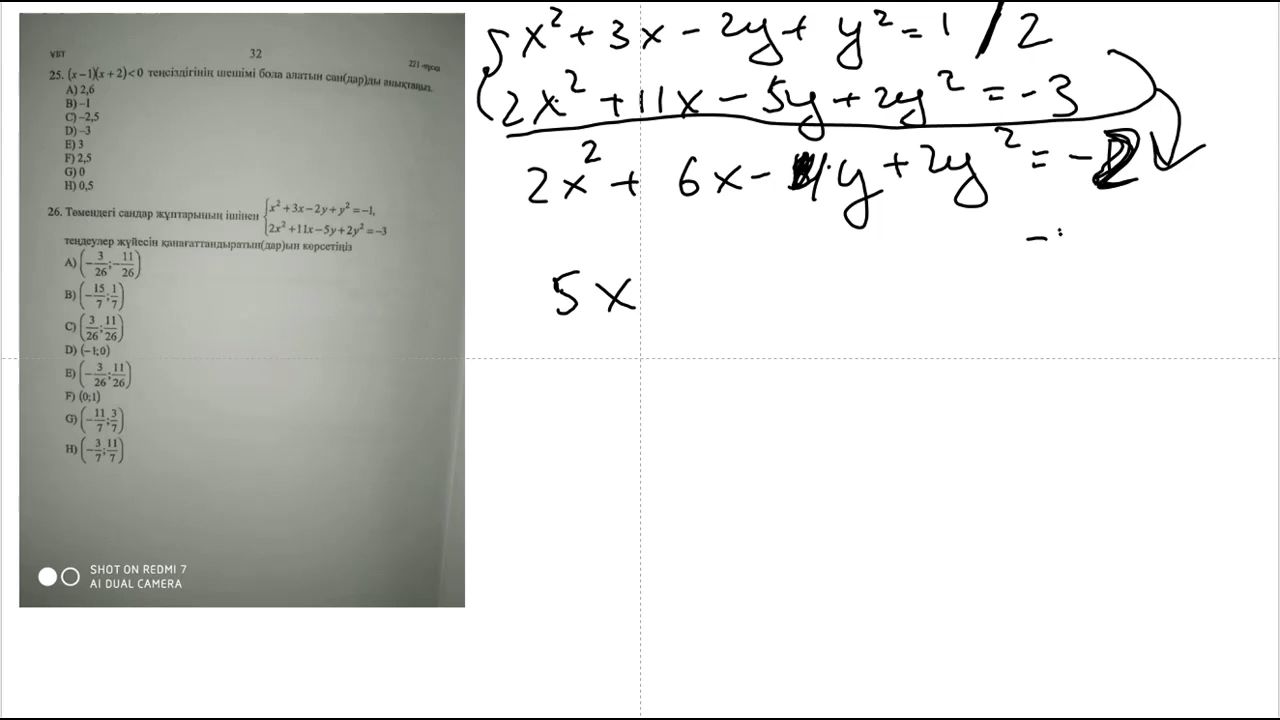 ҰБТ 32 221-нұсқа
25. (x−1)(x+2)<0 теңсіздігінің шешімі бола алатын сан(дар)ды анықтаңыз.
A) 2,6
B) −1
C) −2,5
D) −3
E) 3
F) 2,5
G) 0
H) 0,5
26. Төмендегі сандар жұптарының ішінен {x²+3x−2y+y²=−1,
2x²+11x−5y+2y²=−3
теңдеулер жүйесін қанағаттандыратын(дар)ын көрсетіңіз
A) (−3/26; −11/26)
B) (−15/7; 1/7)
C) (3/26; 11/26)
D) (−1;0)
E) (−3/26; 11/26)
F) (0;1)
G) (−11/7; 3/7)
H) (−3/7; 11/7)
SHOT ON REDMI 7
AI DUAL CAMERA
{x² + 3x − 2y + y² = 1 / 2
2x² + 11x − 5y + 2y² = −3
2x² + 6x − 4y + 2y² = −2
5x